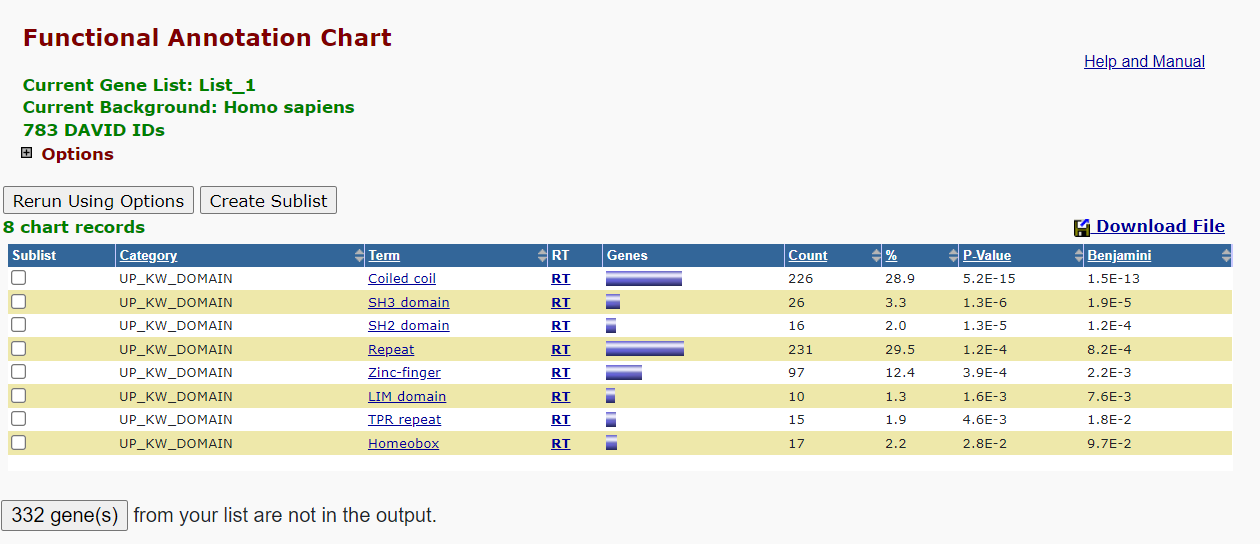 Functional Annotation Chart
Help and Manual
Current Gene List: List_1
Current Background: Homo sapiens
783 DAVID IDs
Options
Rerun Using Options Create Sublist
8 chart records Download File
Sublist Category Term RT Genes Count % P-Value Benjamini
UP_KW_DOMAIN Coiled coil RT 226 28.9 5.2E-15 1.5E-13
UP_KW_DOMAIN SH3 domain RT 26 3.3 1.3E-6 1.9E-5
UP_KW_DOMAIN SH2 domain RT 16 2.0 1.3E-5 1.2E-4
UP_KW_DOMAIN Repeat RT 231 29.5 1.2E-4 8.2E-4
UP_KW_DOMAIN Zinc-finger RT 97 12.4 3.9E-4 2.2E-3
UP_KW_DOMAIN LIM domain RT 10 1.3 1.6E-3 7.6E-3
UP_KW_DOMAIN TPR repeat RT 15 1.9 4.6E-3 1.8E-2
UP_KW_DOMAIN Homeobox RT 17 2.2 2.8E-2 9.7E-2
332 gene(s) from your list are not in the output.